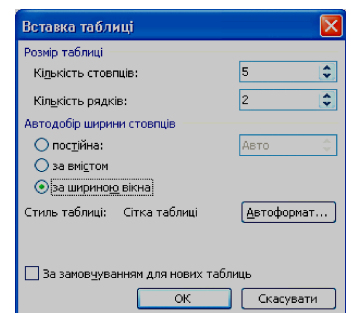 Вставка таблиці
Розмір таблиці
Кількість стовпців: 5
Кількість рядків: 2
Автодобір ширини стовпців
постійна: Авто
за вмістом
за шириною вікна
Стиль таблиці: Сітка таблиці Автоформат...
За замовчуванням для нових таблиць
ОК Скасувати